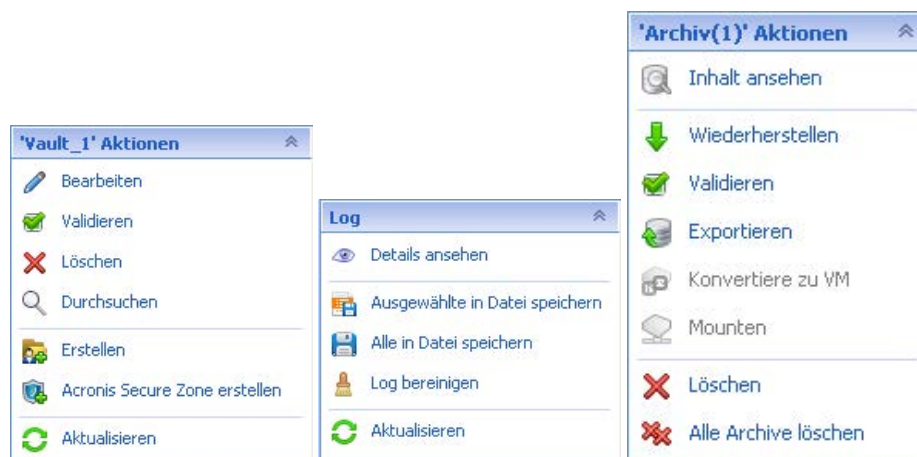 'Vault_1' Aktionen
Bearbeiten
Validieren
Löschen
Durchsuchen
Erstellen
Acronis Secure Zone erstellen
Aktualisieren
Log
Details ansehen
Ausgewählte in Datei speichern
Alle in Datei speichern
Log bereinigen
Aktualisieren
'Archiv(1)' Aktionen
Inhalt ansehen
Wiederherstellen
Validieren
Exportieren
Konvertiere zu VM
Mounten
Löschen
Alle Archive löschen